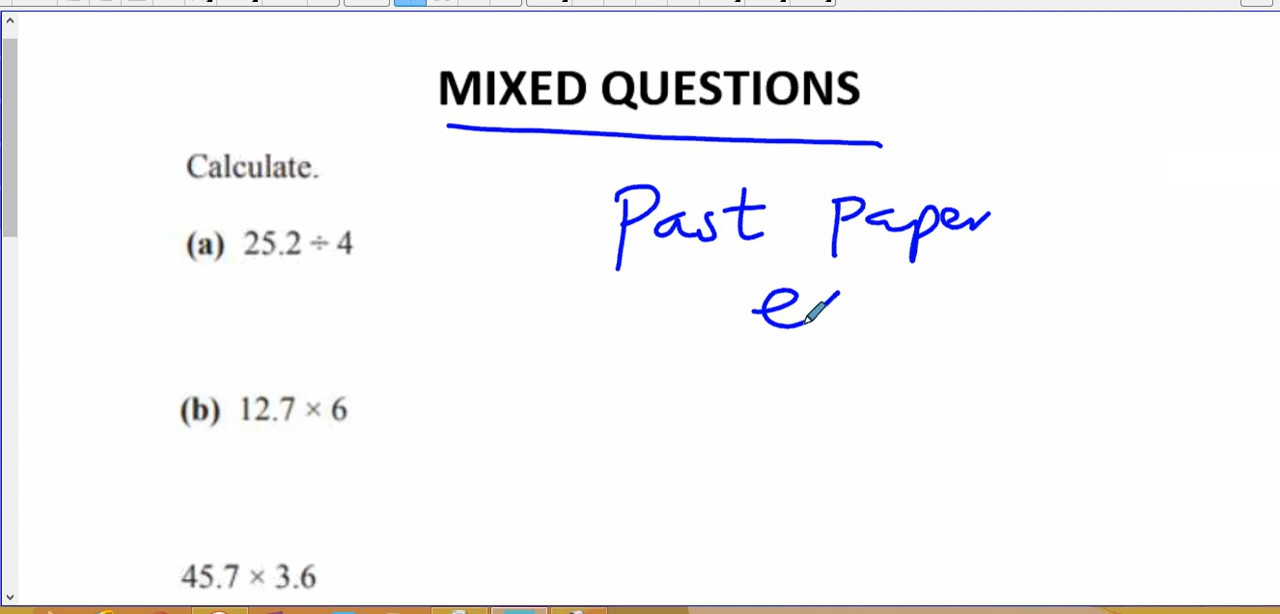 MIXED QUESTIONS
Calculate.
Past Paper
(a) 25.2 ÷ 4
e
(b) 12.7 × 6
45.7 × 3.6